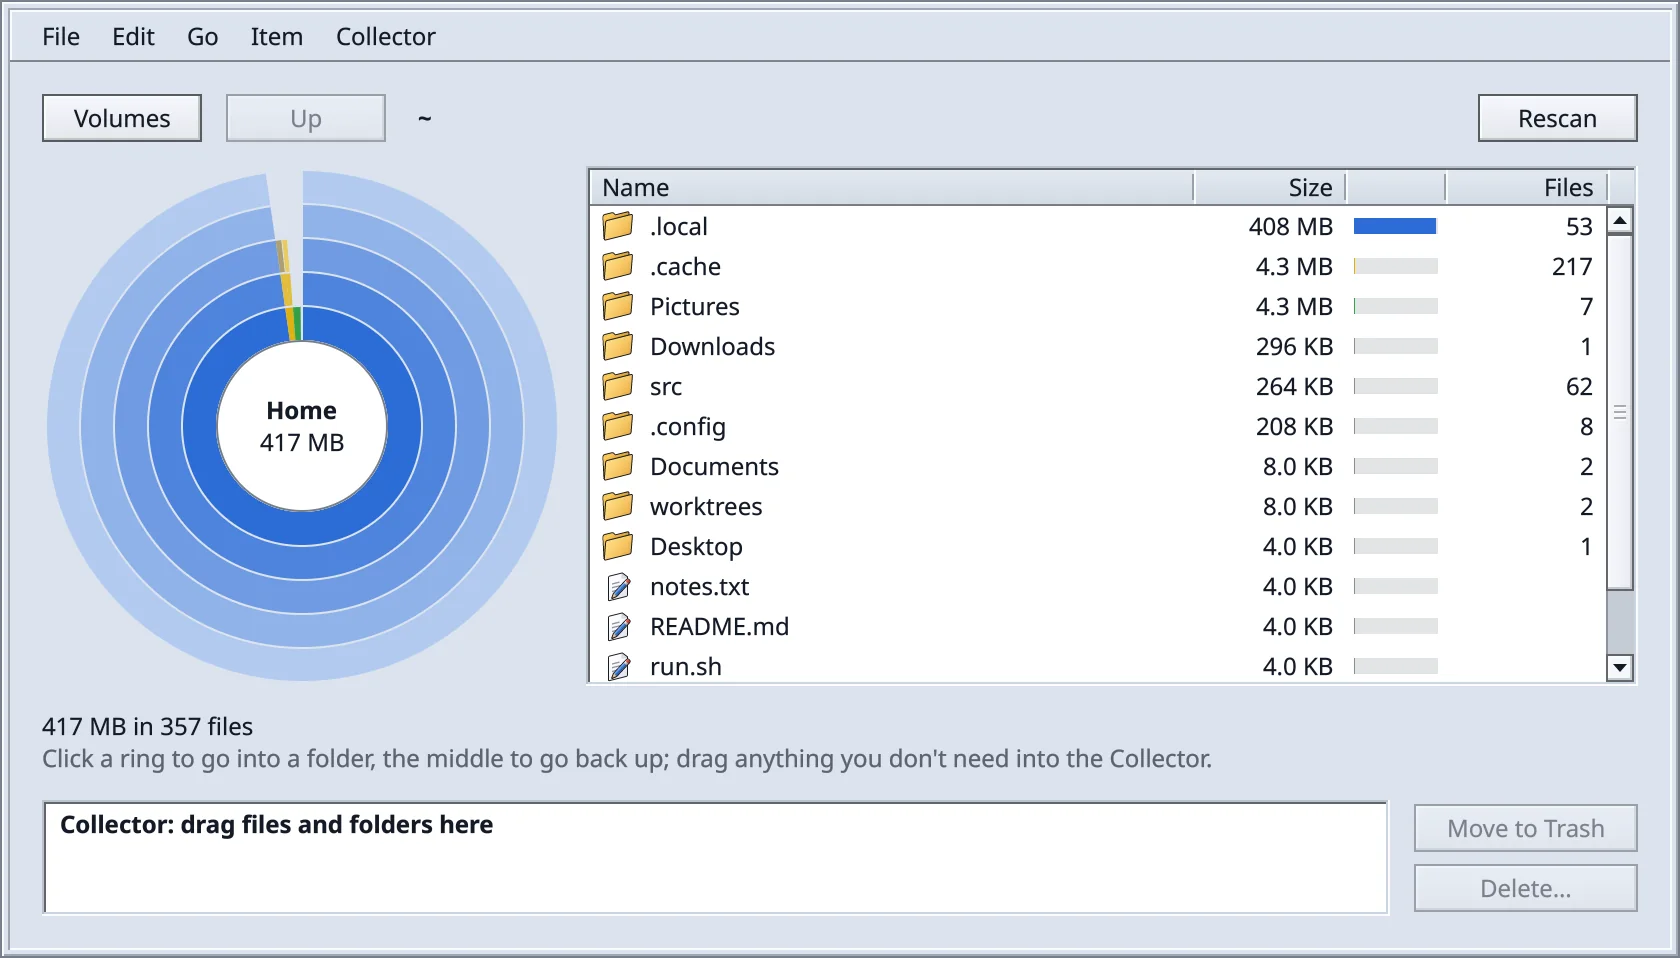 File Edit Go Item Collector
Volumes Up ~ Rescan
Name Size Files
.local 408 MB 53
.cache 4.3 MB 217
Pictures 4.3 MB 7
Downloads 296 KB 1
src 264 KB 62
.config 208 KB 8
Documents 8.0 KB 2
worktrees 8.0 KB 2
Desktop 4.0 KB 1
notes.txt 4.0 KB
README.md 4.0 KB
run.sh 4.0 KB
Home
417 MB
417 MB in 357 files
Click a ring to go into a folder, the middle to go back up; drag anything you don't need into the Collector.
Collector: drag files and folders here
Move to Trash
Delete...